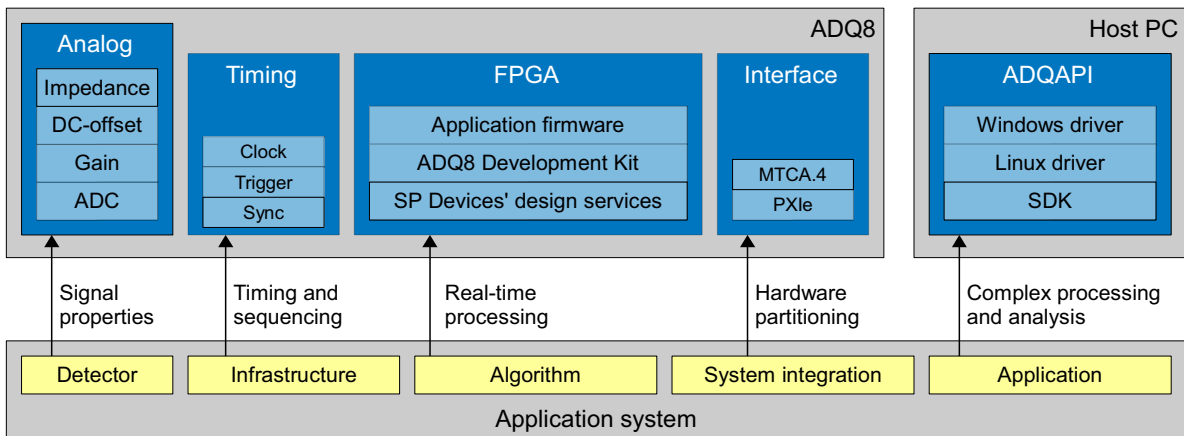 ADQ8
Analog
Impedance
DC-offset
Gain
ADC
Timing
Clock
Trigger
Sync
FPGA
Application firmware
ADQ8 Development Kit
SP Devices' design services
Interface
MTCA.4
PXIe
Host PC
ADQAPI
Windows driver
Linux driver
SDK
Signal
properties
Timing and
sequencing
Real-time
processing
Hardware
partitioning
Complex processing
and analysis
Detector
Infrastructure
Algorithm
System integration
Application
Application system